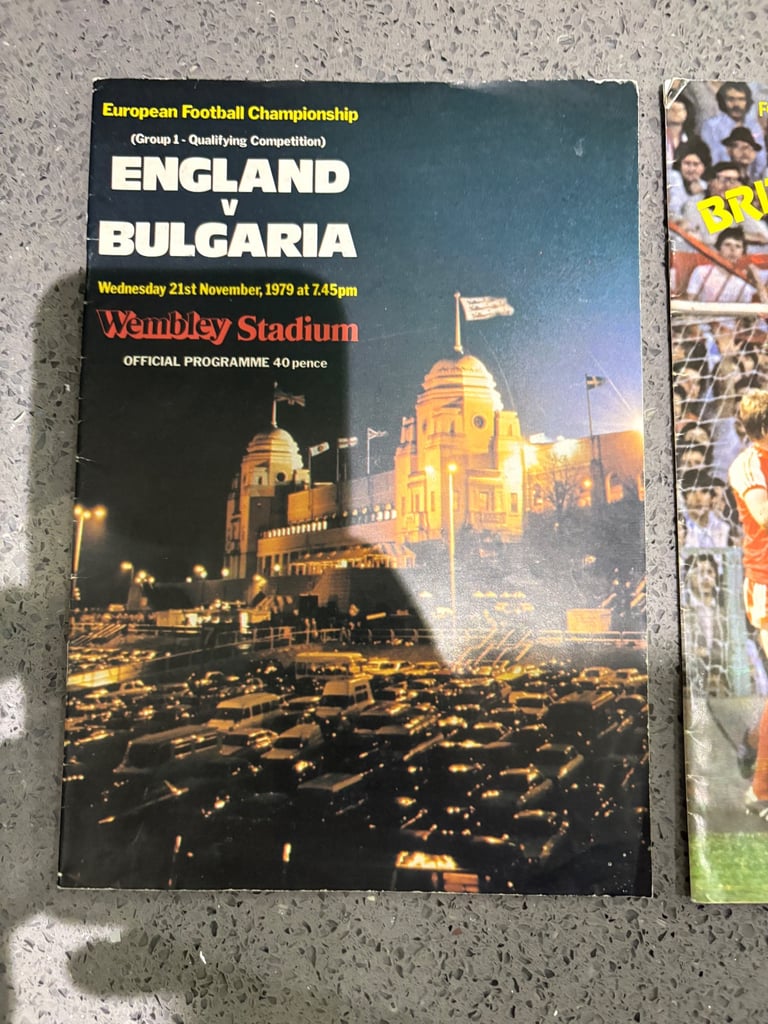 European Football Championship
(Group 1 - Qualifying Competition)
ENGLAND
v
BULGARIA
Wednesday 21st November, 1979 at 7.45pm
Wembley Stadium
OFFICIAL PROGRAMME 40 pence